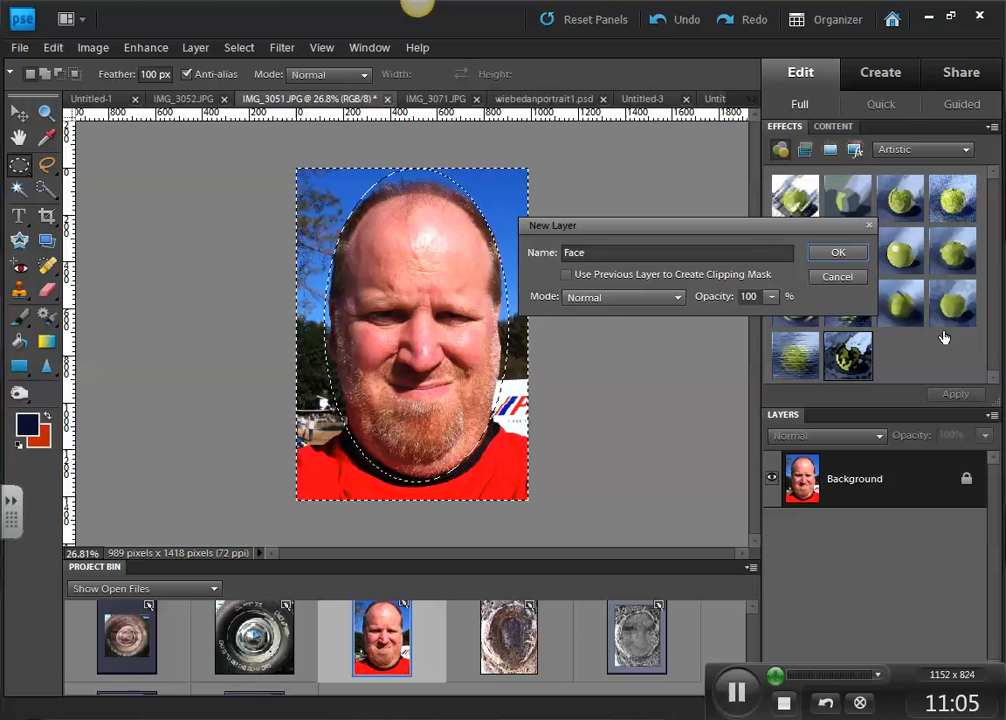 pse
Reset Panels
Undo
Redo
Organizer
File Edit Image Enhance Layer Select Filter View Window Help
Feather: 100 px Anti-alias Mode: Normal Width: Height:
Edit Create Share
Untitled-1 IMG_3052.JPG IMG_3051.JPG @ 26.8% (RGB/8) * IMG_3071.JPG wiebedanportrait1.psd Untitled-3 Untit
Full Quick Guided
EFFECTS CONTENT
Artistic
New Layer
Name: Face OK
Use Previous Layer to Create Clipping Mask Cancel
Mode: Normal Opacity: 100 %
Apply
LAYERS
Normal Opacity: 100%
Background
26.81% 989 pixels x 1418 pixels (72 ppi)
PROJECT BIN
Show Open Files
1152 x 824
11:05